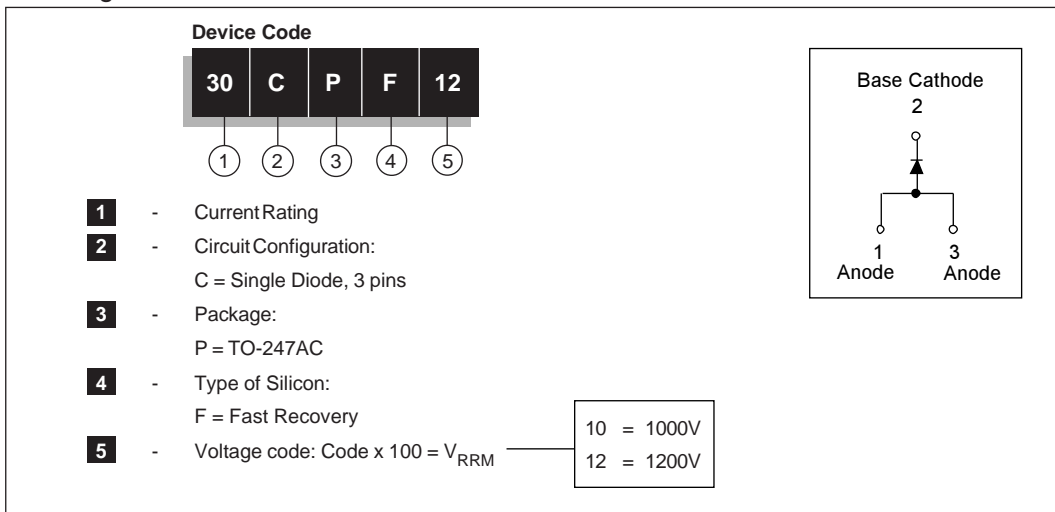 Device Code
30 C P F 12
1 2 3 4 5
1 - Current Rating
2 - Circuit Configuration:
C = Single Diode, 3 pins
3 - Package:
P = TO-247AC
4 - Type of Silicon:
F = Fast Recovery
5 - Voltage code: Code x 100 = VRRM
10 = 1000V
12 = 1200V
Base Cathode
2
1 3
Anode Anode